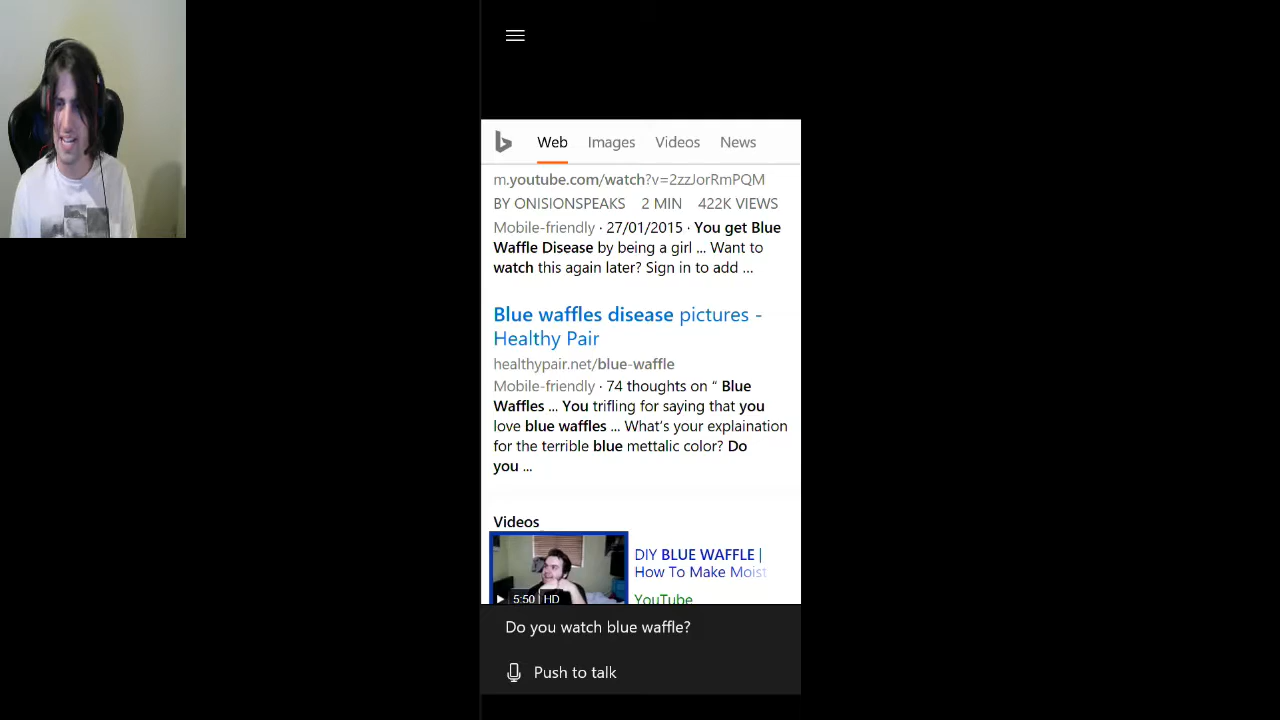 Web Images Videos News
m.youtube.com/watch?v=2zzJorRmPQM
BY ONISIONSPEAKS 2 MIN 422K VIEWS
Mobile-friendly · 27/01/2015 · You get Blue
Waffle Disease by being a girl ... Want to
watch this again later? Sign in to add ...
Blue waffles disease pictures -
Healthy Pair
healthypair.net/blue-waffle
Mobile-friendly · 74 thoughts on “ Blue
Waffles ... You trifling for saying that you
love blue waffles ... What's your explaination
for the terrible blue mettalic color? Do
you ...
Videos
DIY BLUE WAFFLE |
How To Make Moist
5:50 HD
YouTube
Do you watch blue waffle?
Push to talk